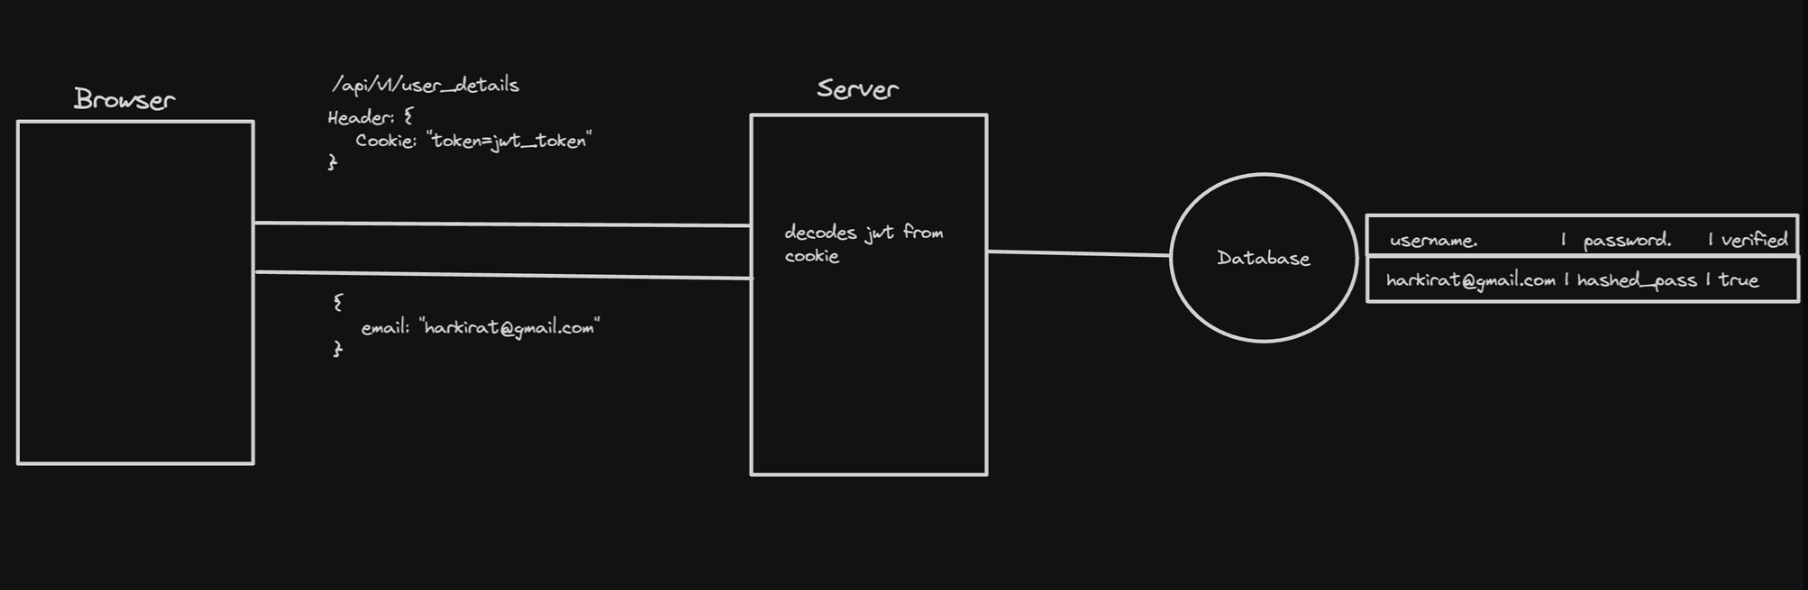 Browser
/api/v1/user_details
Header: {
Cookie: "token=jwt_token"
}
{
email: "harkirat@gmail.com"
}
Server
decodes jwt from
cookie
Database
username. | password. | verified
harkirat@gmail.com | hashed_pass | true